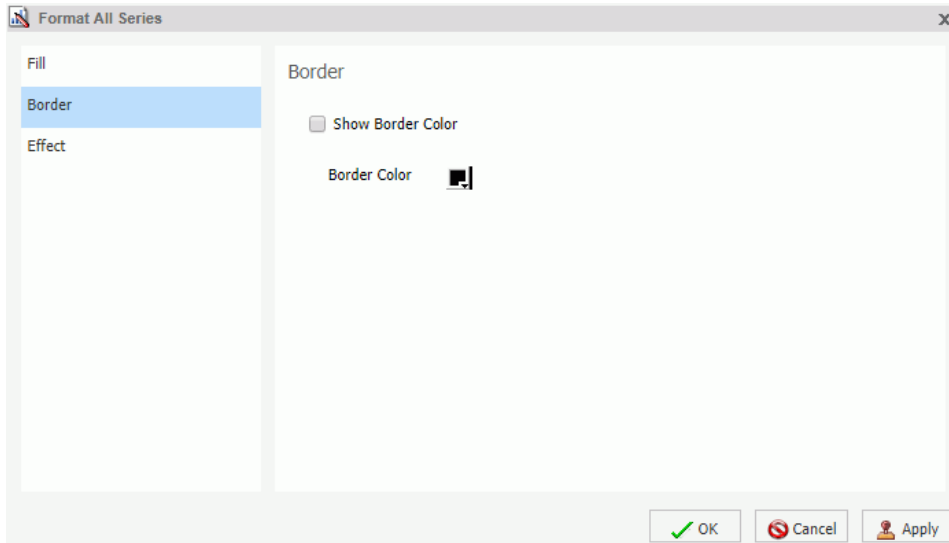 Format All Series
x
Fill
Border
Effect
Border
Show Border Color
Border Color
OK
Cancel
Apply